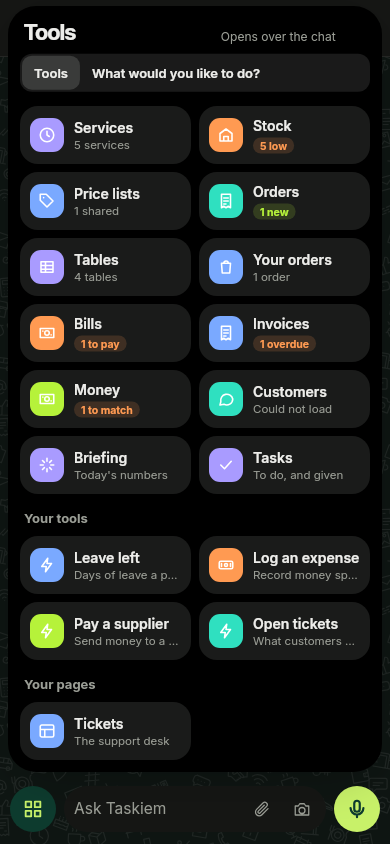 Tools
Opens over the chat
Tools
What would you like to do?
Services
5 services
Stock
5 low
Price lists
1 shared
Orders
1 new
Tables
4 tables
Your orders
1 order
Bills
1 to pay
Invoices
1 overdue
Money
1 to match
Customers
Could not load
Briefing
Today's numbers
Tasks
To do, and given
Your tools
Leave left
Days of leave a p...
Log an expense
Record money sp...
Pay a supplier
Send money to a ...
Open tickets
What customers ...
Your pages
Tickets
The support desk
Ask Taskiem